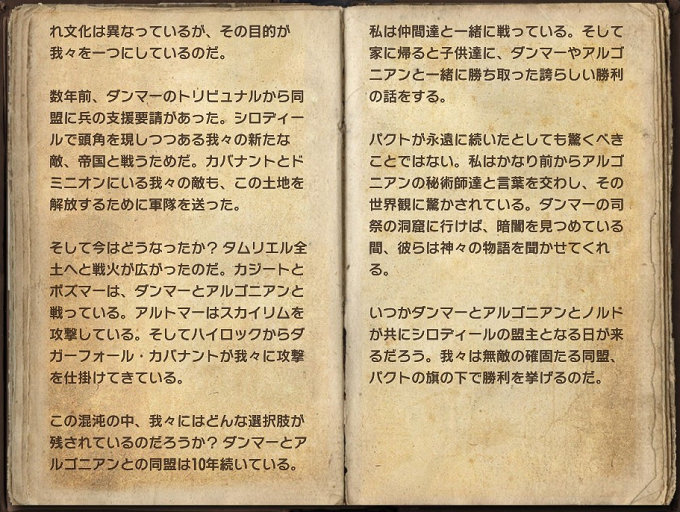 れ文化は異なっているが、その目的が
我々を一つにしているのだ。
数年前、ダンマーのトリビュナルから同
盟に兵の支援要請があった。シロディー
ルで頭角を現しつつある我々の新たな
敵、帝国と戦うためだ。カバナントとド
ミニオンにいる我々の敵も、この土地を
解放するために軍隊を送った。
そして今はどうなったか？タムリエル全
土へと戦火が広がったのだ。カジートと
ボズマーは、ダンマーとアルゴニアンと
戦っている。アルトマーはスカイリムを
攻撃している。そしてハイロックからダ
ガーフォール・カバナントが我々に攻撃
を仕掛けてきている。
この混沌の中、我々にはどんな選択肢が
残されているのだろうか？ダンマーとア
ルゴニアンとの同盟は10年続いている。
私は仲間達と一緒に戦っている。そして
家に帰ると子供達に、ダンマーやアルゴ
ニアンと一緒に勝ち取った誇らしい勝利
の話をする。
パクトが永遠に続いたとしても驚くべき
ことではない。私はかなり前からアルゴ
ニアンの秘術師達と言葉を交わし、その
世界観に驚かされている。ダンマーの司
祭の洞窟に行けば、暗闇を見つめている
間、彼らは神々の物語を聞かせてくれ
る。
いつかダンマーとアルゴニアンとノルド
が共にシロディールの盟主となる日が来
るだろう。我々は無敵の確固たる同盟、
パクトの旗の下で勝利を挙げるのだ。